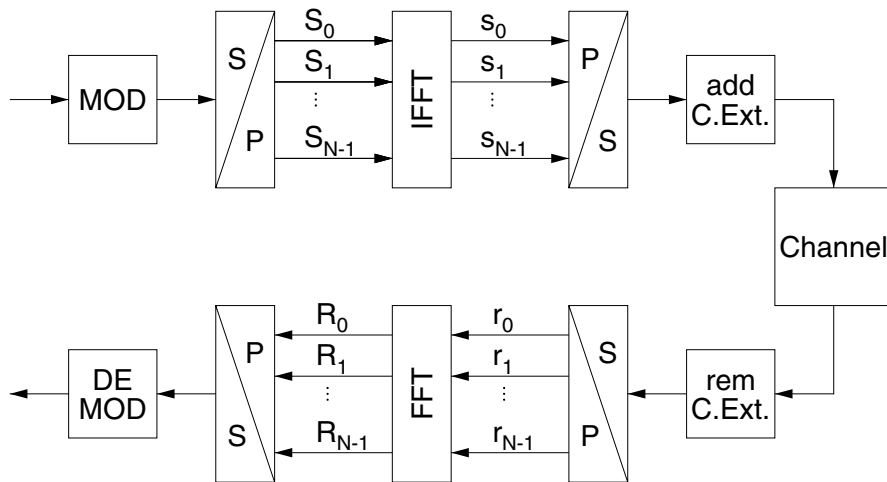 MOD
S
P
S₀
S₁
...
Sₙ₋₁
IFFT
s₀
s₁
...
sₙ₋₁
P
S
add
C.Ext.
Channel
rem
C.Ext.
S
P
r₀
r₁
...
rₙ₋₁
FFT
R₀
R₁
...
Rₙ₋₁
P
S
DE
MOD